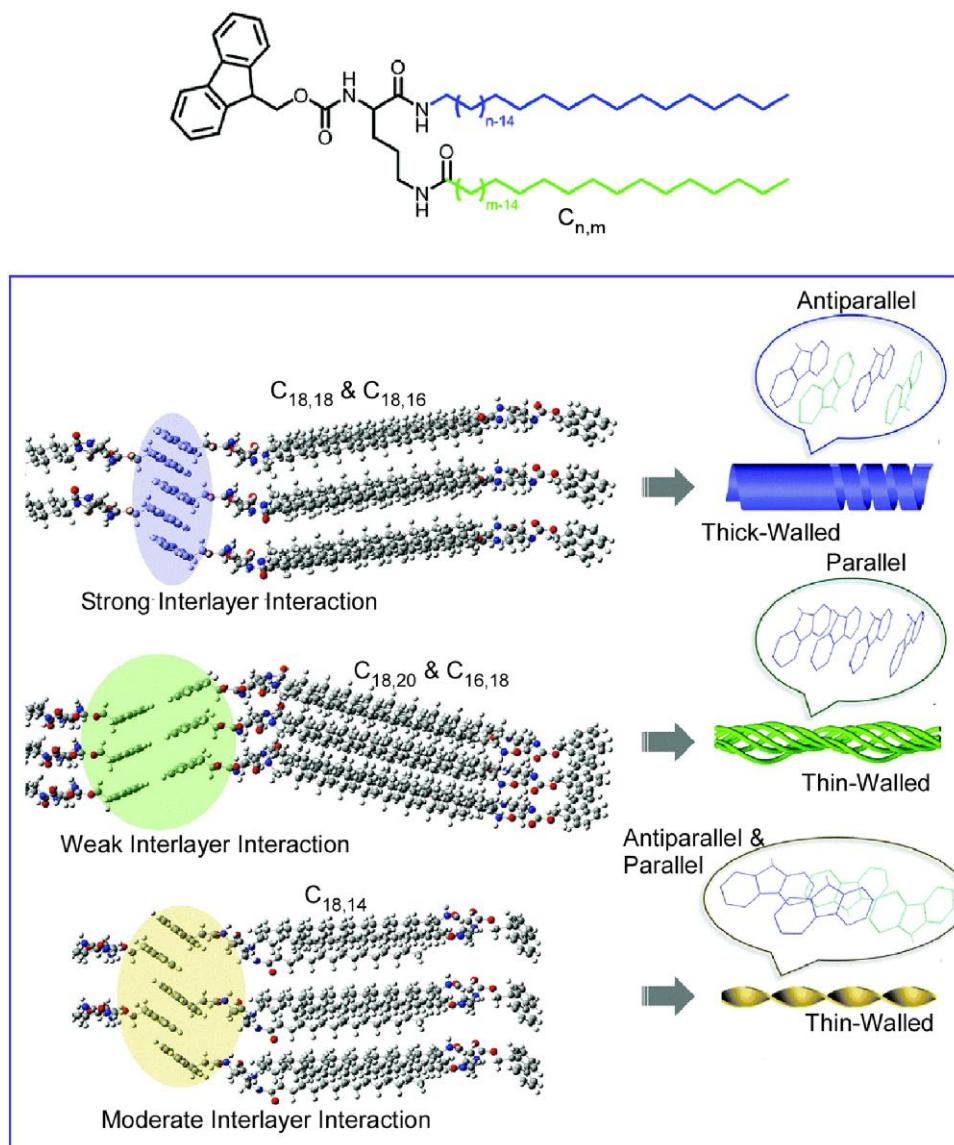 O
H
N
O
N
H
O
n-14
O
N
H
m-14
C n,m
Antiparallel
C18,18 & C18,16
Thick-Walled
Strong Interlayer Interaction
Parallel
C18,20 & C16,18
Thin-Walled
Weak Interlayer Interaction
Antiparallel &
Parallel
C18,14
Thin-Walled
Moderate Interlayer Interaction